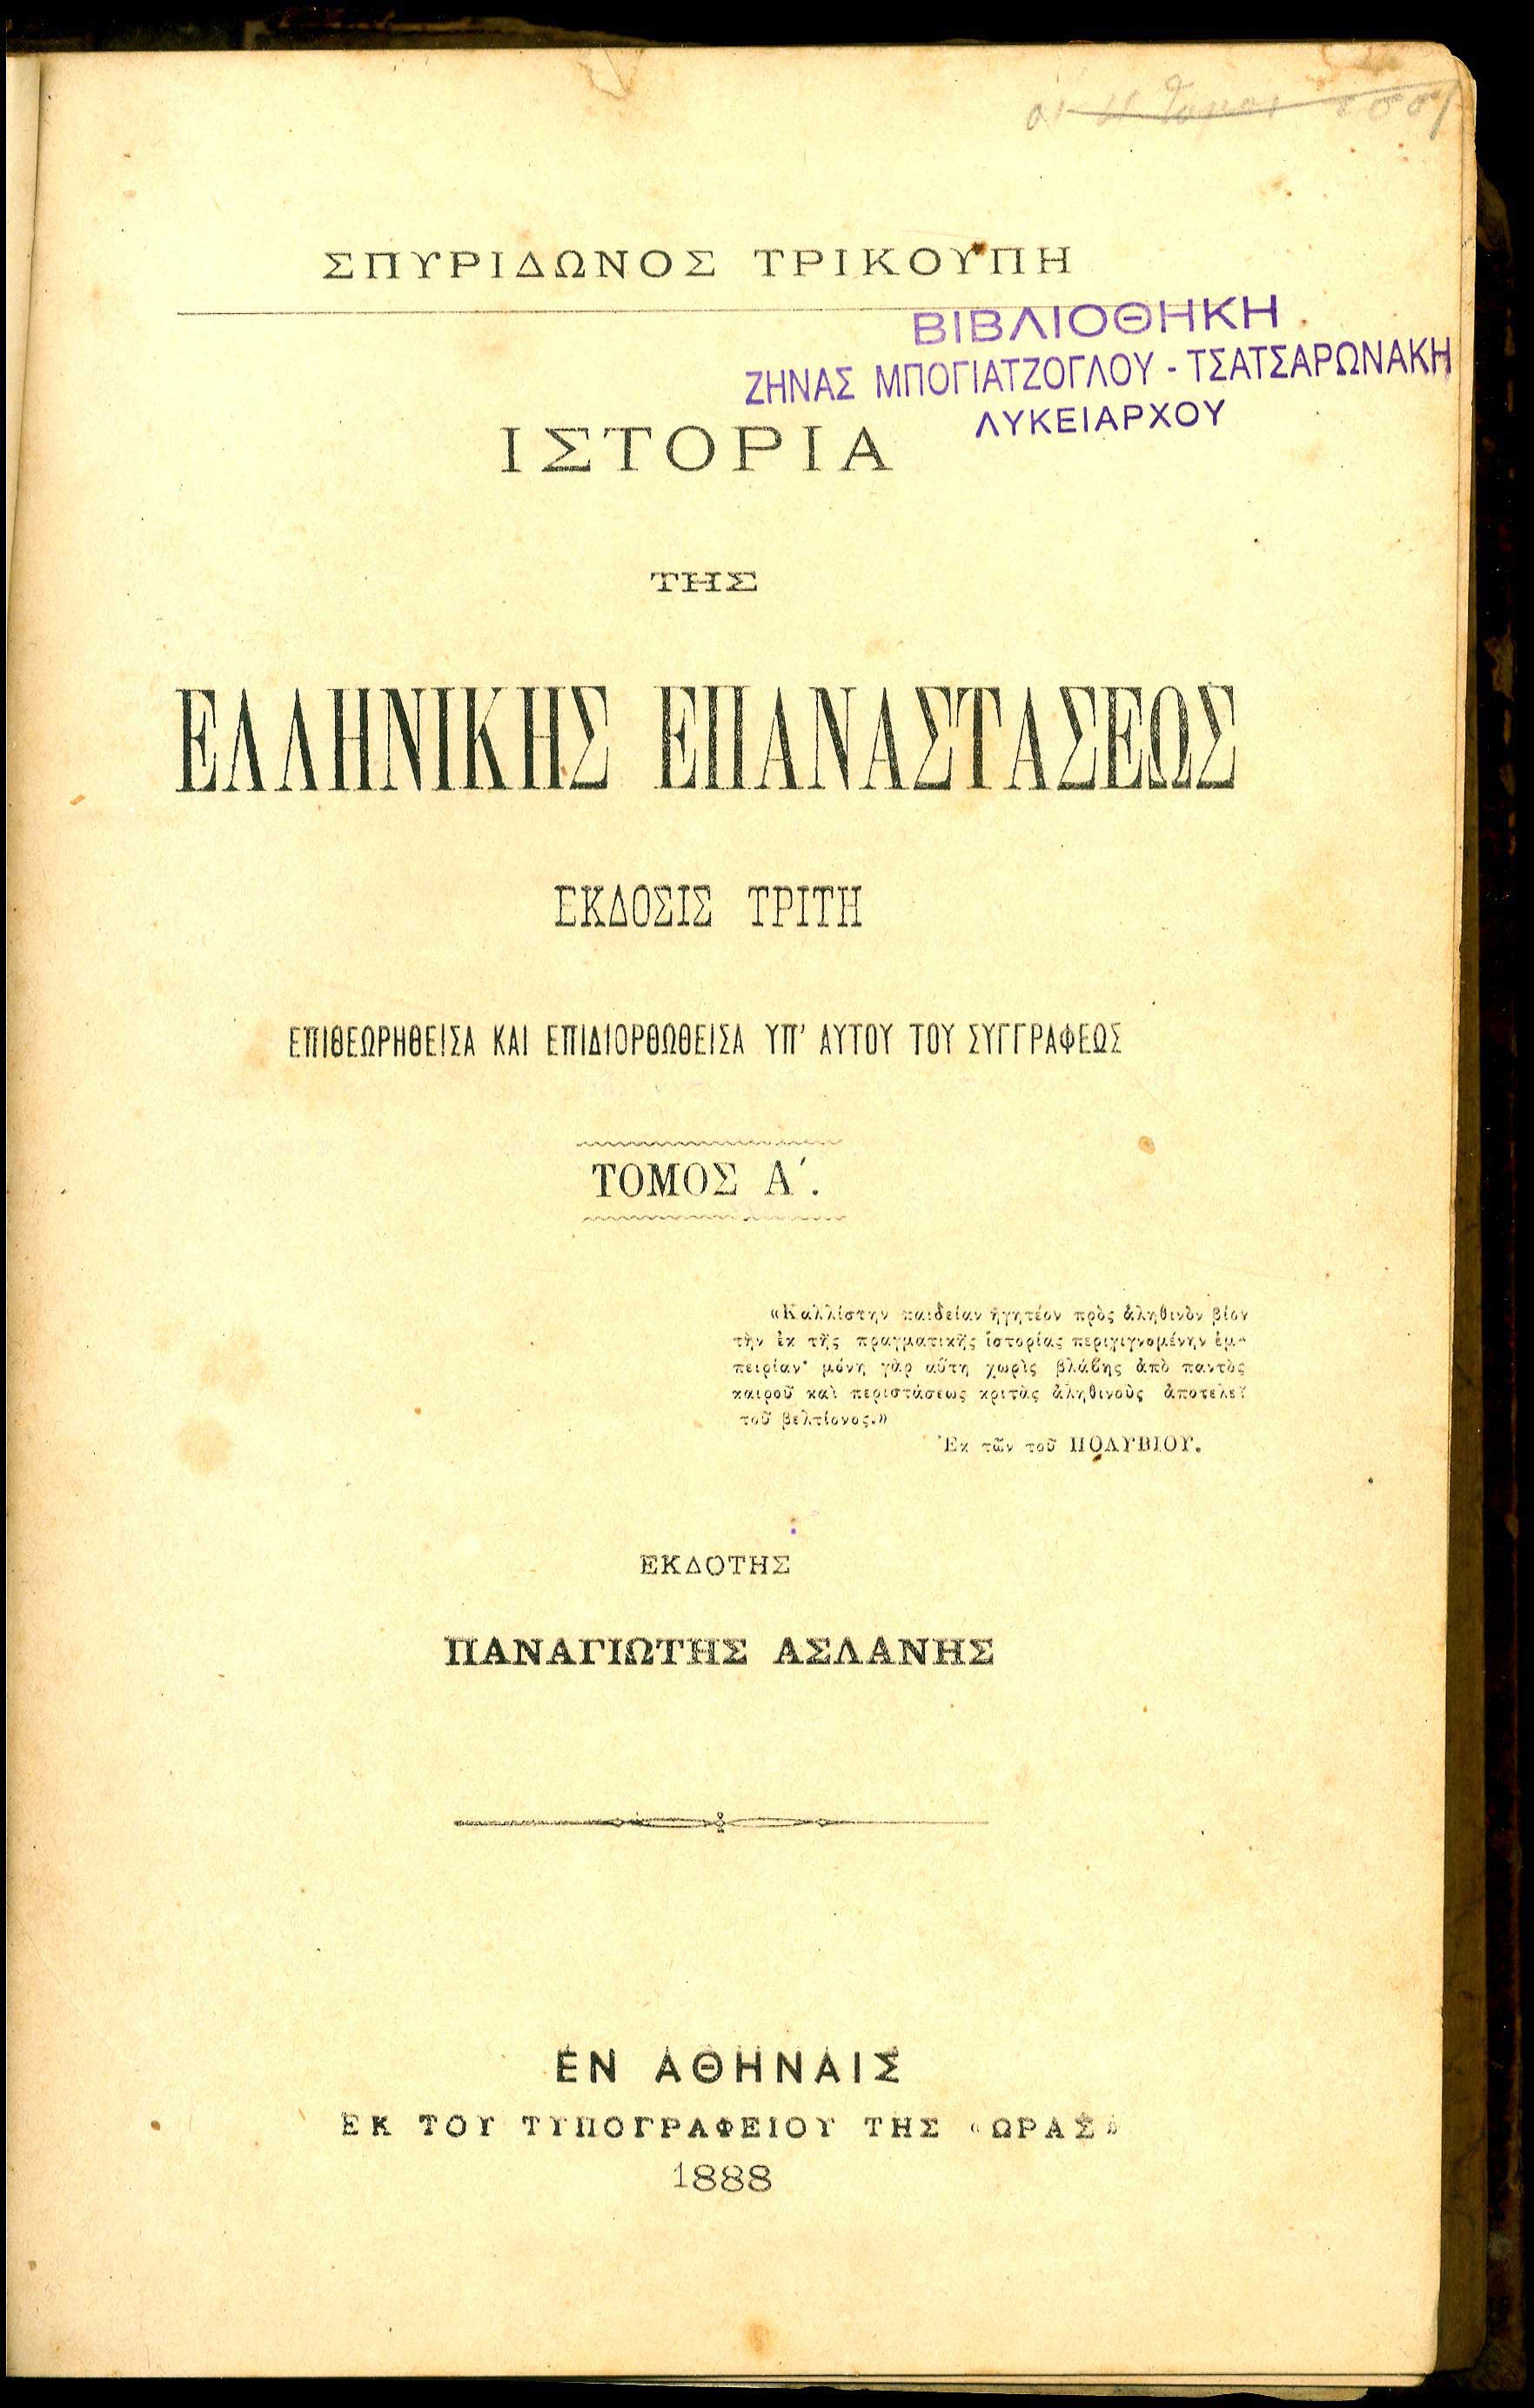 ΣΠΥΡΙΔΩΝΟΣ ΤΡΙΚΟΥΠΗ
ΒΙΒΛΙΟΘΗΚΗ
ΖΗΝΑΣ ΜΠΟΓΙΑΤΖΟΓΛΟΥ - ΤΣΑΤΣΑΡΩΝΑΚΗ
ΛΥΚΕΙΑΡΧΟΥ
ΙΣΤΟΡΙΑ
ΤΗΣ
ΕΛΛΗΝΙΚΗΣ ΕΠΑΝΑΣΤΑΣΕΩΣ
ΕΚΔΟΣΙΣ ΤΡΙΤΗ
ΕΠΙΘΕΩΡΗΘΕΙΣΑ ΚΑΙ ΕΠΙΔΙΟΡΘΩΘΕΙΣΑ ΥΠ' ΑΥΤΟΥ ΤΟΥ ΣΥΓΓΡΑΦΕΩΣ
ΤΟΜΟΣ Α΄.
«Καλλίστην παιδείαν ἡγητέον πρὸς ἀληθινὸν βίον
τὴν ἐκ τῆς πραγματικῆς ἱστορίας περιγιγνομένην ἐμ-
πειρίαν· μόνη γὰρ αὕτη χωρὶς βλάβης ἀπὸ παντὸς
καιροῦ καὶ περιστάσεως κριτὰς ἀληθινοὺς ἀποτελεῖ
τοῦ βελτίονος.»
Ἐκ τῶν τοῦ ΠΟΛΥΒΙΟΥ.
ΕΚΔΟΤΗΣ
ΠΑΝΑΓΙΩΤΗΣ ΑΣΛΑΝΗΣ
ΕΝ ΑΘΗΝΑΙΣ
ΕΚ ΤΟΥ ΤΥΠΟΓΡΑΦΕΙΟΥ ΤΗΣ «ΩΡΑΣ»
1888